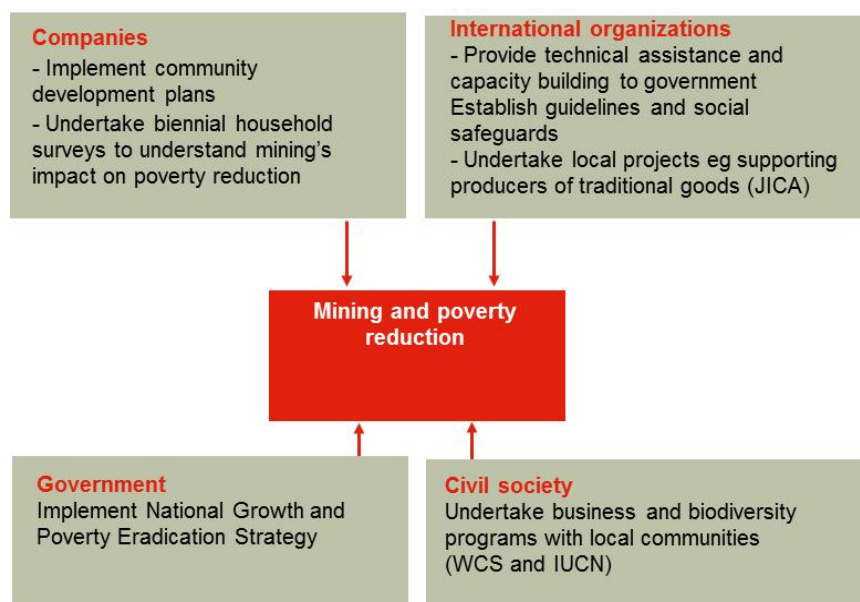 Companies
- Implement community
development plans
- Undertake biennial household
surveys to understand mining's
impact on poverty reduction
International organizations
- Provide technical assistance and
capacity building to government
Establish guidelines and social
safeguards
- Undertake local projects eg supporting
producers of traditional goods (JICA)
Mining and poverty
reduction
Government
Implement National Growth and
Poverty Eradication Strategy
Civil society
Undertake business and biodiversity
programs with local communities
(WCS and IUCN)